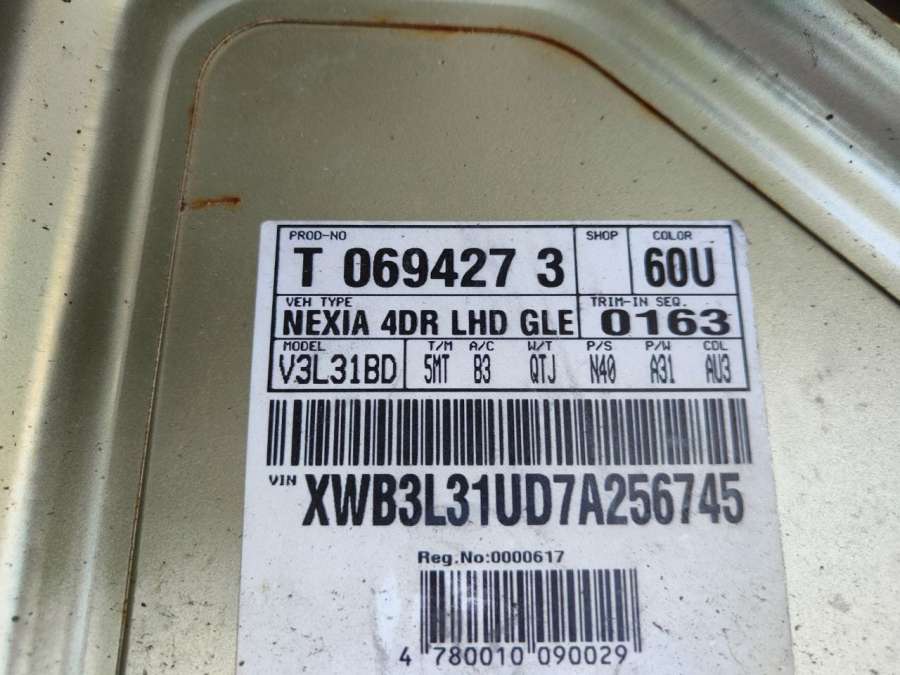 PROD-NO SHOP COLOR
T 069427 3 60U
VEH TYPE TRIM-IN SEQ.
NEXIA 4DR LHD GLE 0163
MODEL T/M A/C W/T P/S P/W COL
V3L31BD 5MT B3 QTJ N40 A31 AU3
VIN XWB3L31UD7A256745
Reg.No:0000617
4 780010 090029